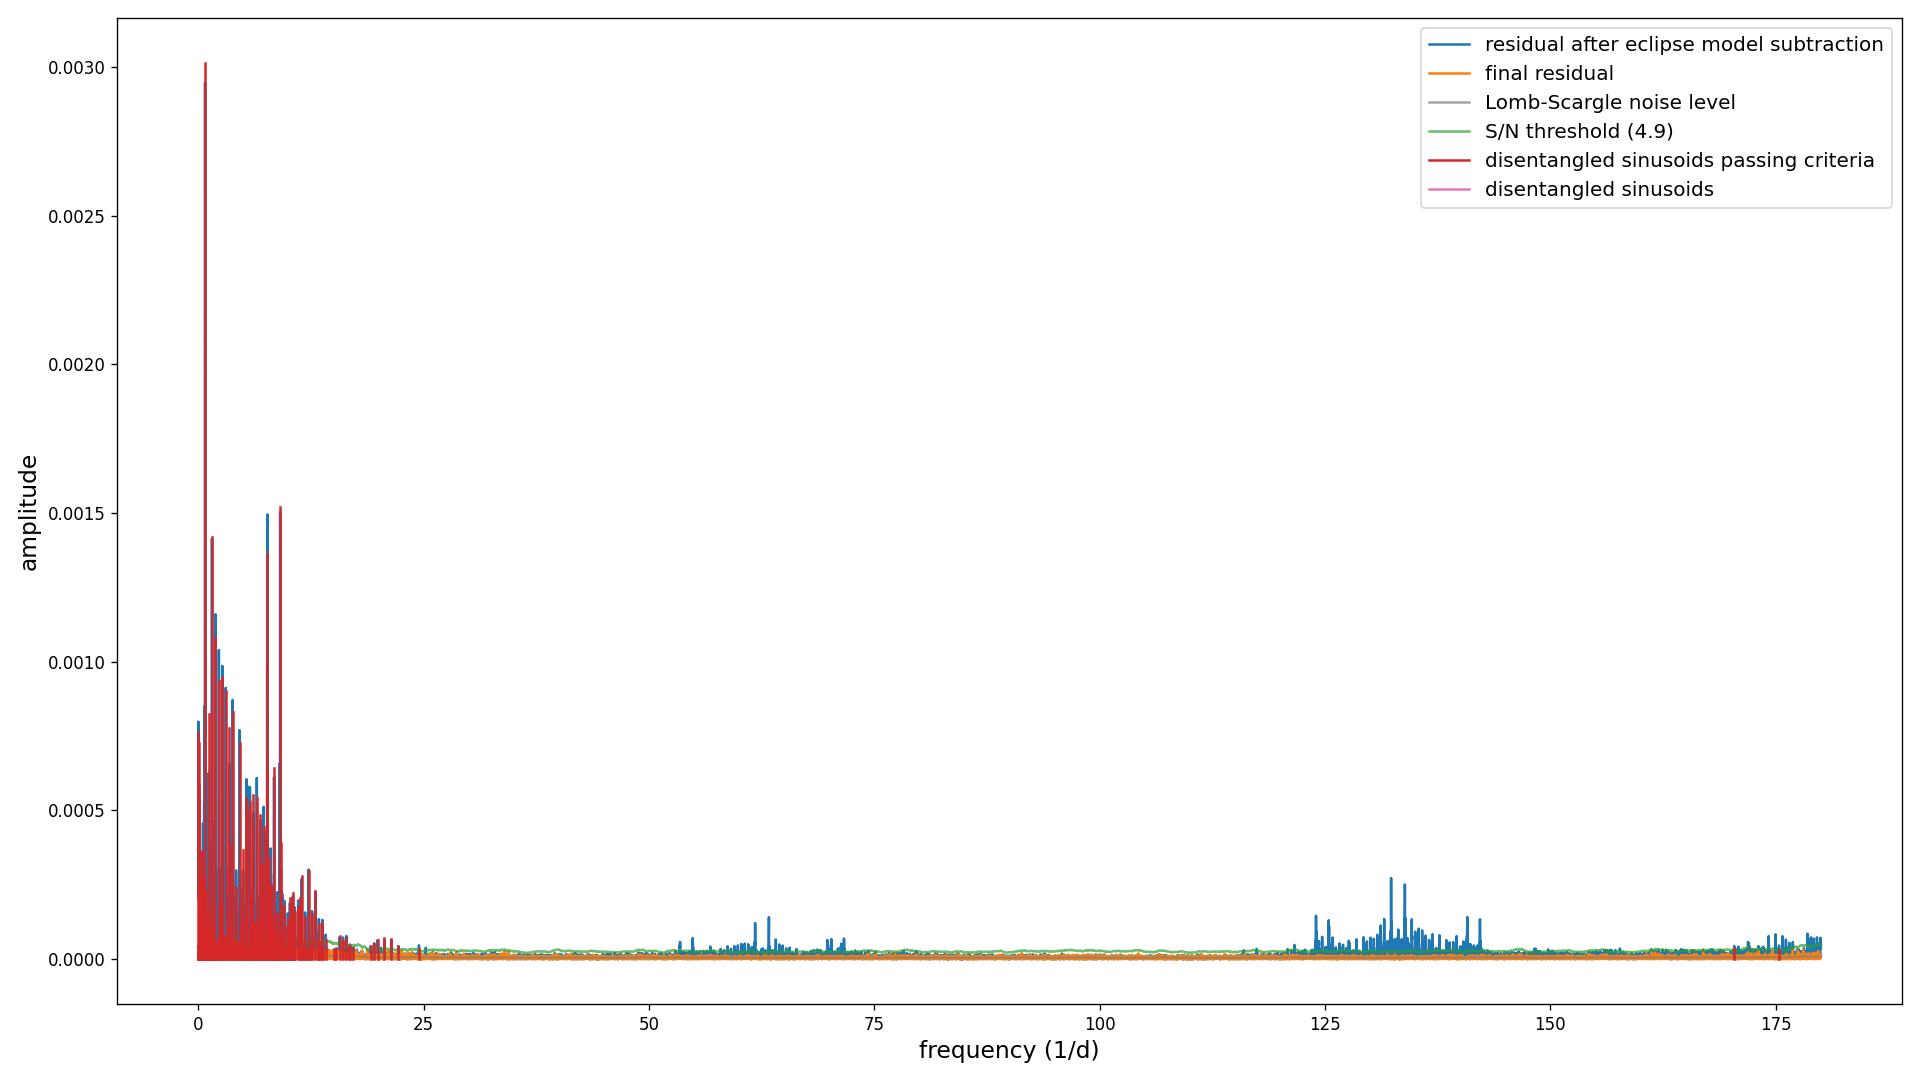 residual after eclipse model subtraction
final residual
Lomb-Scargle noise level
S/N threshold (4.9)
disentangled sinusoids passing criteria
disentangled sinusoids
0.0030
0.0025
0.0020
0.0015
0.0010
0.0005
0.0000
amplitude
0 25 50 75 100 125 150 175
frequency (1/d)